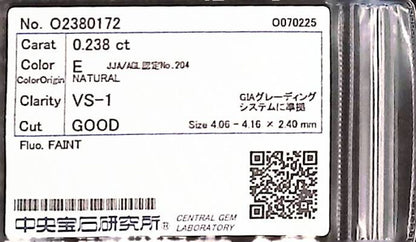 No. O2380172 O070225
Carat 0.238 ct
Color E JJA/AGL認定No.204
ColorOrigin NATURAL
Clarity VS-1 GIAグレーディング
システムに準拠
Cut GOOD Size 4.06 - 4.16 × 2.40 mm
Fluo. FAINT
中央宝石研究所® CENTRAL GEM
LABORATORY